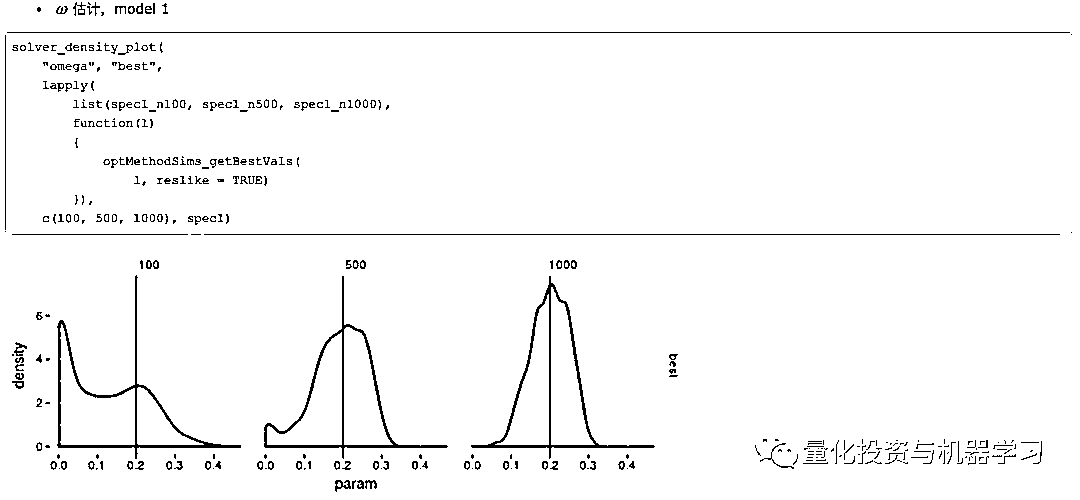 • ω 估计，model 1
solver_density_plot(
"omega", "best",
lapply(
list(spec1_n100, spec1_n500, spec1_n1000),
function(l)
{
optMethodSims_getBestVals(
l, reslike = TRUE)
}),
c(100, 500, 1000), spec1)
100 500 1000
6
4
2
0
density
best
0.0 0.1 0.2 0.3 0.4 0.0 0.1 0.2 0.3 0.4 0.0 0.1 0.2 0.3 0.4
param
量化投资与机器学习